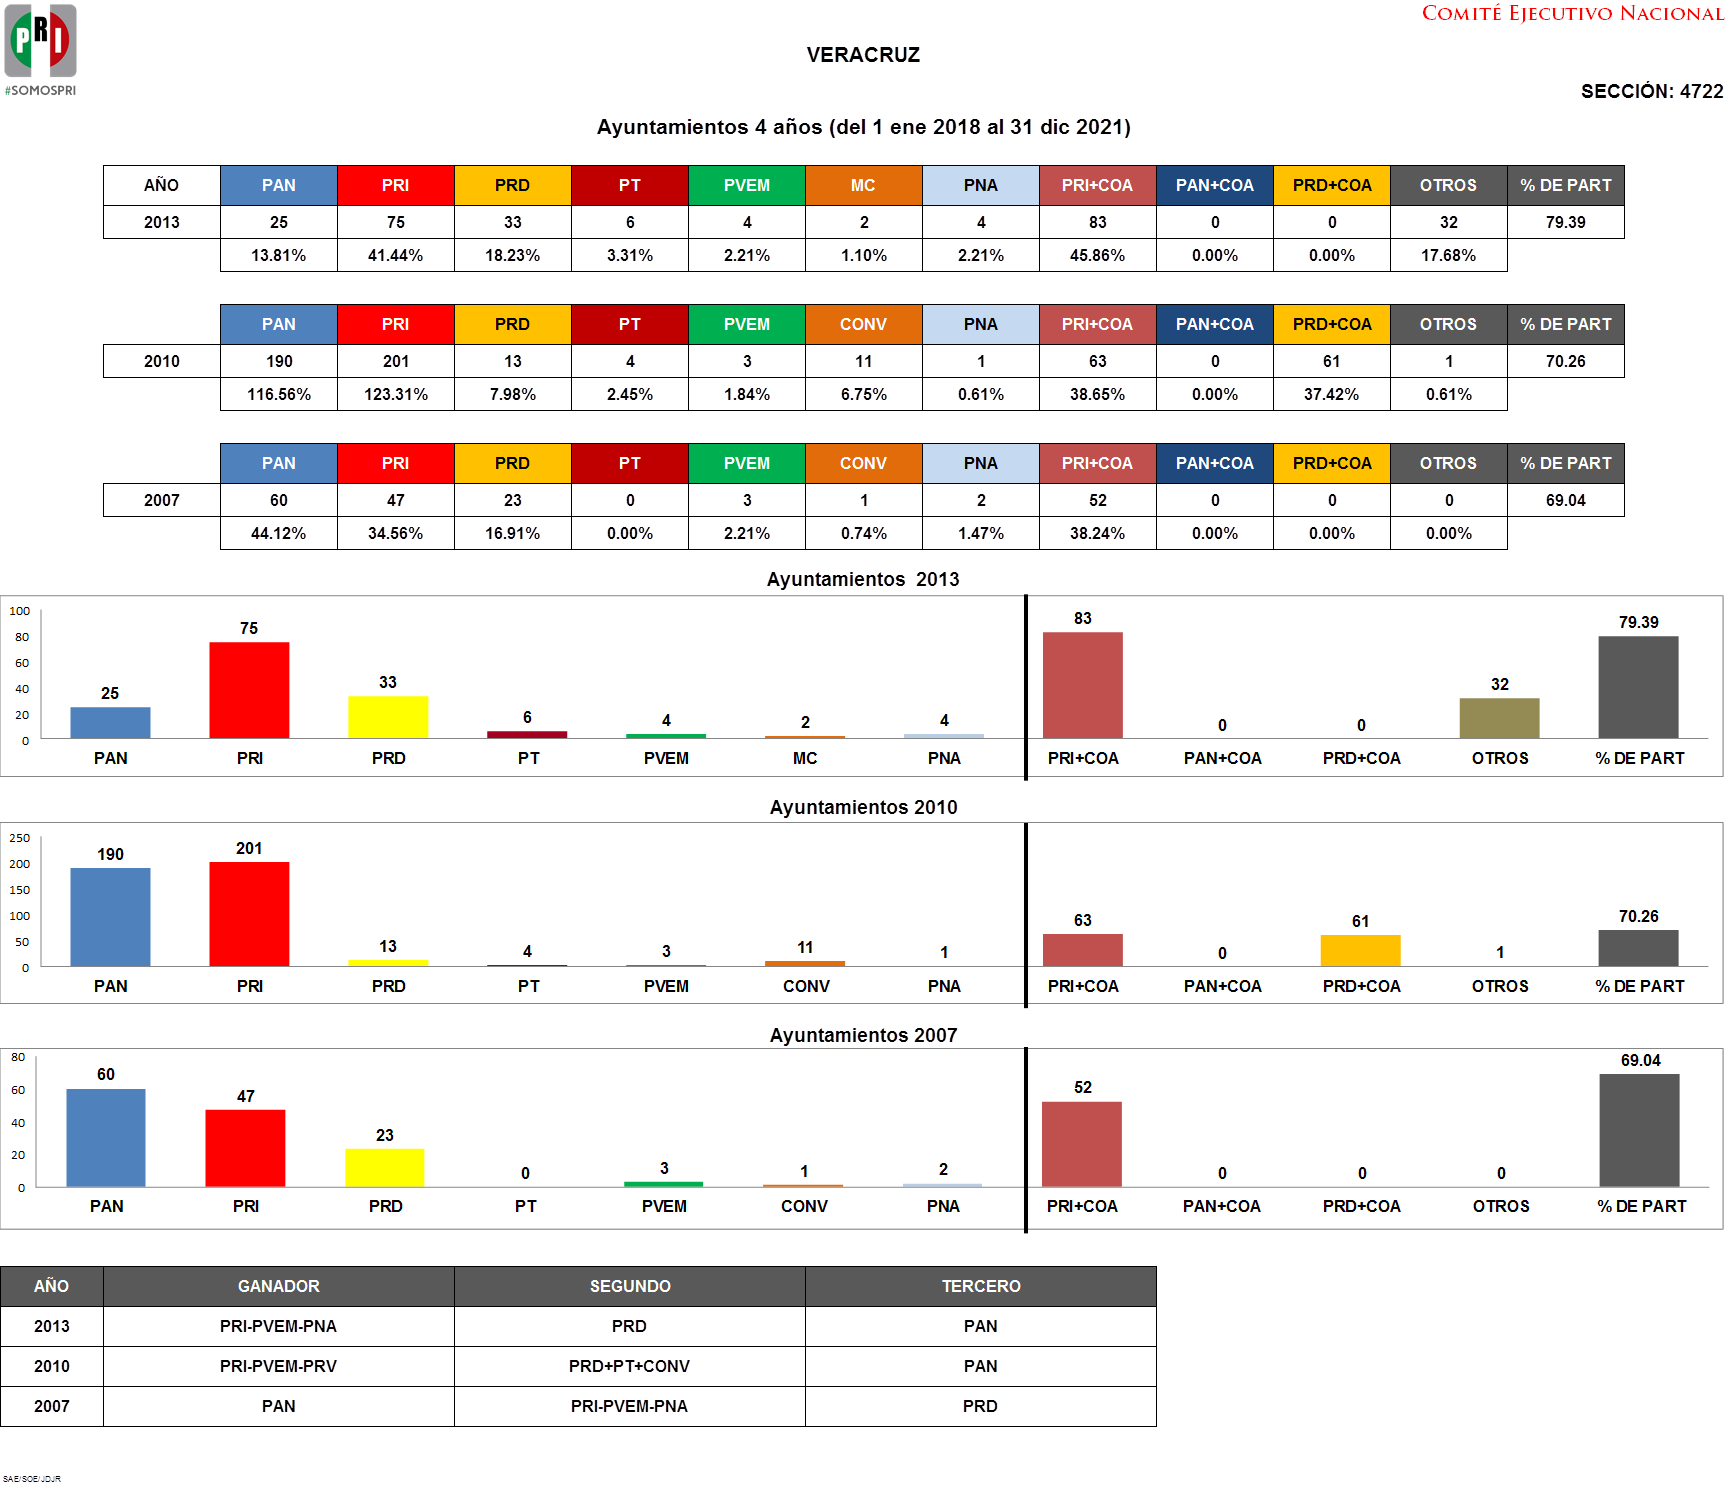 COMITÉ EJECUTIVO NACIONAL
PRI
#SOMOSPRI
VERACRUZ
SECCIÓN: 4722
Ayuntamientos 4 años (del 1 ene 2018 al 31 dic 2021)
AÑO PAN PRI PRD PT PVEM MC PNA PRI+COA PAN+COA PRD+COA OTROS % DE PART
2013 25 75 33 6 4 2 4 83 0 0 32 79.39
13.81% 41.44% 18.23% 3.31% 2.21% 1.10% 2.21% 45.86% 0.00% 0.00% 17.68%
PAN PRI PRD PT PVEM CONV PNA PRI+COA PAN+COA PRD+COA OTROS % DE PART
2010 190 201 13 4 3 11 1 63 0 61 1 70.26
116.56% 123.31% 7.98% 2.45% 1.84% 6.75% 0.61% 38.65% 0.00% 37.42% 0.61%
PAN PRI PRD PT PVEM CONV PNA PRI+COA PAN+COA PRD+COA OTROS % DE PART
2007 60 47 23 0 3 1 2 52 0 0 0 69.04
44.12% 34.56% 16.91% 0.00% 2.21% 0.74% 1.47% 38.24% 0.00% 0.00% 0.00%
Ayuntamientos 2013
100
80
60
40
20
0
25 75 33 6 4 2 4 83 0 0 32 79.39
PAN PRI PRD PT PVEM MC PNA PRI+COA PAN+COA PRD+COA OTROS % DE PART
Ayuntamientos 2010
250
200
150
100
50
0
190 201 13 4 3 11 1 63 0 61 1 70.26
PAN PRI PRD PT PVEM CONV PNA PRI+COA PAN+COA PRD+COA OTROS % DE PART
Ayuntamientos 2007
80
60
40
20
0
60 47 23 0 3 1 2 52 0 0 0 69.04
PAN PRI PRD PT PVEM CONV PNA PRI+COA PAN+COA PRD+COA OTROS % DE PART
AÑO GANADOR SEGUNDO TERCERO
2013 PRI-PVEM-PNA PRD PAN
2010 PRI-PVEM-PRV PRD+PT+CONV PAN
2007 PAN PRI-PVEM-PNA PRD
SAE/SOE/JDJR